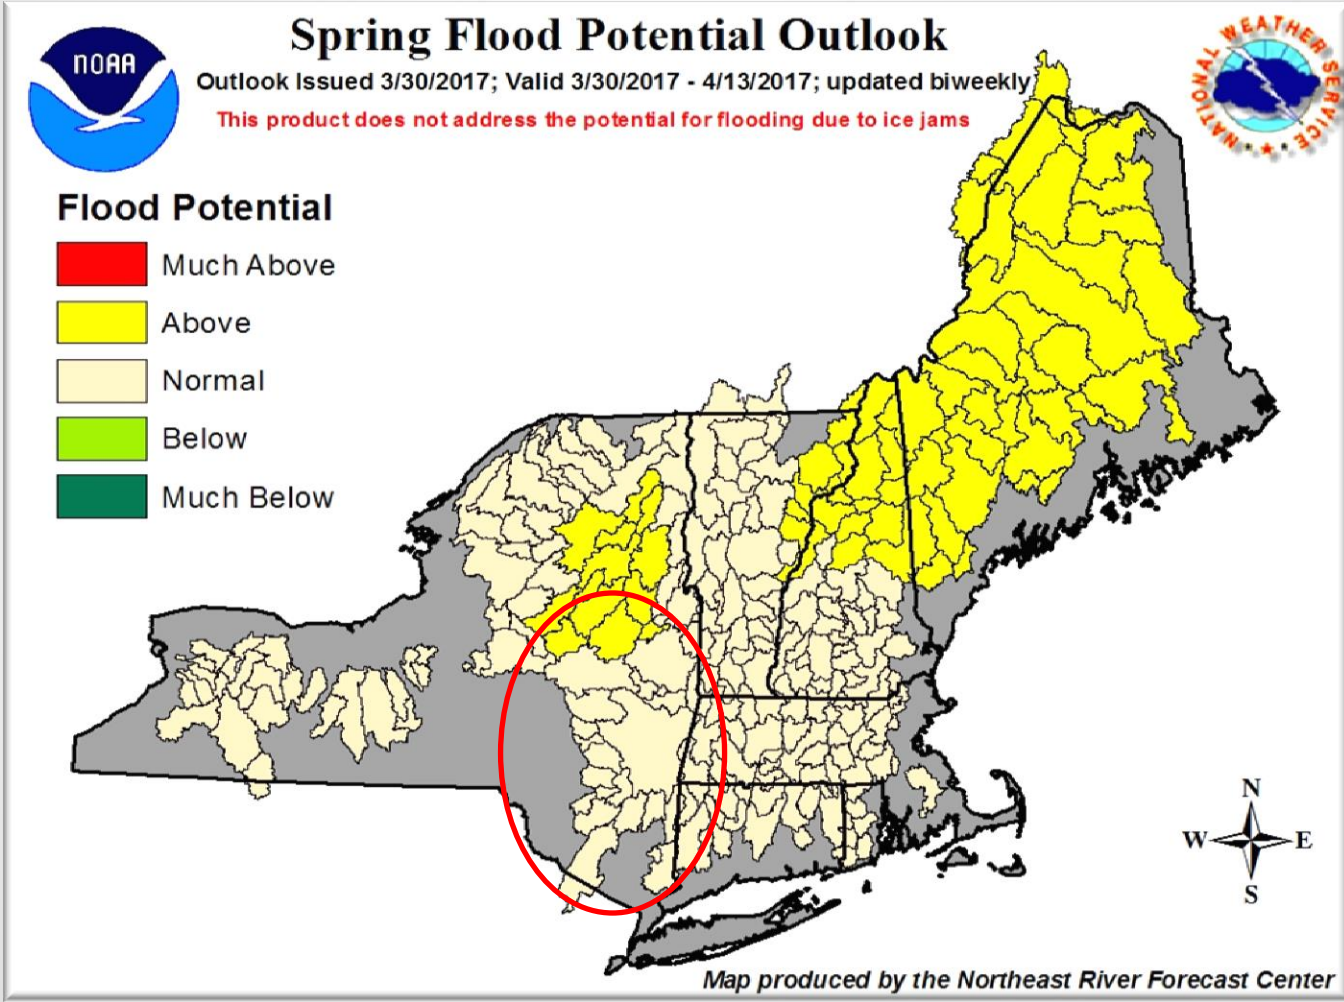 NOAA
Spring Flood Potential Outlook
Outlook Issued 3/30/2017; Valid 3/30/2017 - 4/13/2017; updated biweekly
This product does not address the potential for flooding due to ice jams
NATIONAL WEATHER SERVICE
Flood Potential
Much Above
Above
Normal
Below
Much Below
N
W E
S
Map produced by the Northeast River Forecast Center